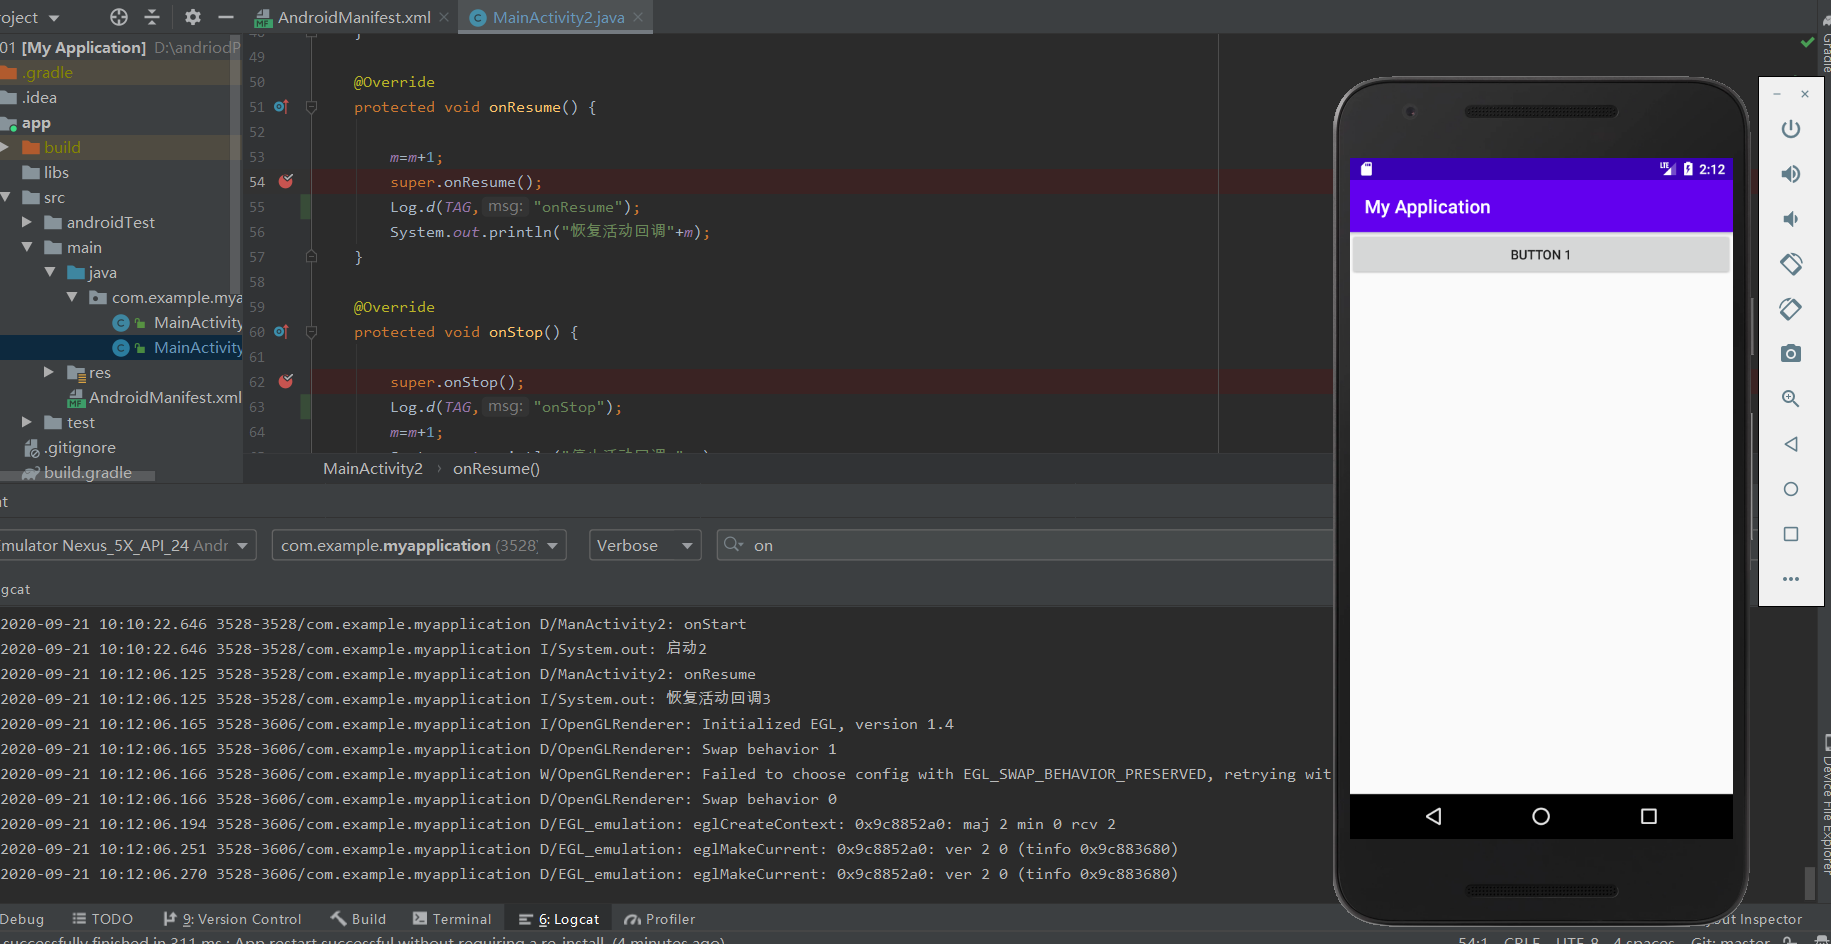 roject
AndroidManifest.xml
MainActivity2.java
01 [My Application] D:\andriodP
.gradle
.idea
app
build
libs
src
androidTest
main
java
com.example.mya
MainActivity
MainActivity
res
AndroidManifest.xml
test
.gitignore
build.gradle
49
50 @Override
51 protected void onResume() {
52
53 m=m+1;
54 super.onResume();
55 Log.d(TAG, msg: "onResume");
56 System.out.println("恢复活动回调"+m);
57 }
58
59 @Override
60 protected void onStop() {
61
62 super.onStop();
63 Log.d(TAG, msg: "onStop");
64 m=m+1;
MainActivity2 › onResume()
Gradle
LTE 2:12
My Application
BUTTON 1
Emulator Nexus_5X_API_24 Andr
com.example.myapplication (3528)
Verbose
on
gcat
2020-09-21 10:10:22.646 3528-3528/com.example.myapplication D/ManActivity2: onStart
2020-09-21 10:10:22.646 3528-3528/com.example.myapplication I/System.out: 启动2
2020-09-21 10:12:06.125 3528-3528/com.example.myapplication D/ManActivity2: onResume
2020-09-21 10:12:06.125 3528-3528/com.example.myapplication I/System.out: 恢复活动回调3
2020-09-21 10:12:06.165 3528-3606/com.example.myapplication I/OpenGLRenderer: Initialized EGL, version 1.4
2020-09-21 10:12:06.165 3528-3606/com.example.myapplication D/OpenGLRenderer: Swap behavior 1
2020-09-21 10:12:06.166 3528-3606/com.example.myapplication W/OpenGLRenderer: Failed to choose config with EGL_SWAP_BEHAVIOR_PRESERVED, retrying wit
2020-09-21 10:12:06.166 3528-3606/com.example.myapplication D/OpenGLRenderer: Swap behavior 0
2020-09-21 10:12:06.194 3528-3606/com.example.myapplication D/EGL_emulation: eglCreateContext: 0x9c8852a0: maj 2 min 0 rcv 2
2020-09-21 10:12:06.251 3528-3606/com.example.myapplication D/EGL_emulation: eglMakeCurrent: 0x9c8852a0: ver 2 0 (tinfo 0x9c883680)
2020-09-21 10:12:06.270 3528-3606/com.example.myapplication D/EGL_emulation: eglMakeCurrent: 0x9c8852a0: ver 2 0 (tinfo 0x9c883680)
Device File Explorer
Debug TODO 9: Version Control Build Terminal 6: Logcat Profiler out Inspector
successfully finished in 311 ms.: App restart successful without requiring a re-install. (4 minutes ago) 54:1 CRLF UTF-8 4 spaces Git: master